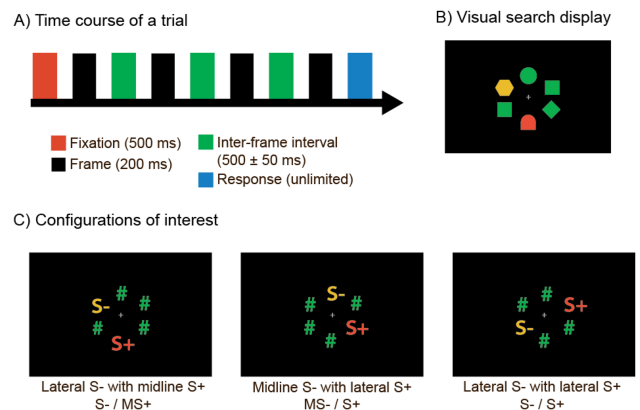 A) Time course of a trial
B) Visual search display
Fixation (500 ms)
Frame (200 ms)
Inter-frame interval
(500 ± 50 ms)
Response (unlimited)
C) Configurations of interest
#
S- #
+
# #
S+
Lateral S- with midline S+
S- / MS+
S-
# #
+
# S+
#
Midline S- with lateral S+
MS- / S+
#
# S+
+
S- #
#
Lateral S- with lateral S+
S- / S+